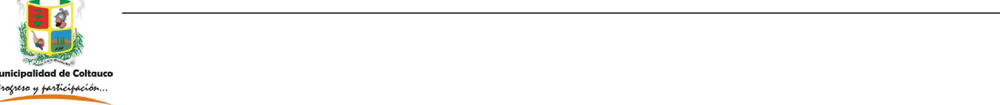 unicipalidad de Coltauco
rogreso y participación...